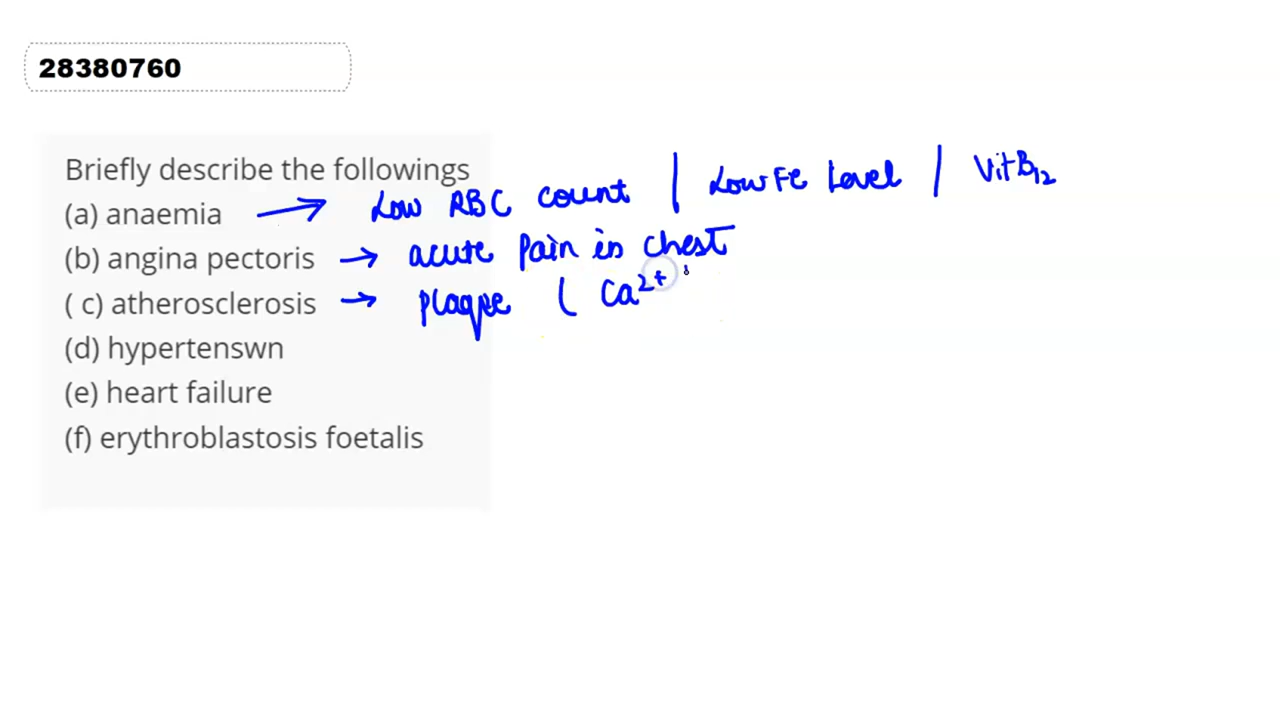 28380760
Briefly describe the followings
(a) anaemia → Low RBC count | Low Fe Level | Vit B12
(b) angina pectoris → acute Pain in chest
( c) atherosclerosis → Plaque ( Ca2+
(d) hypertenswn
(e) heart failure
(f) erythroblastosis foetalis